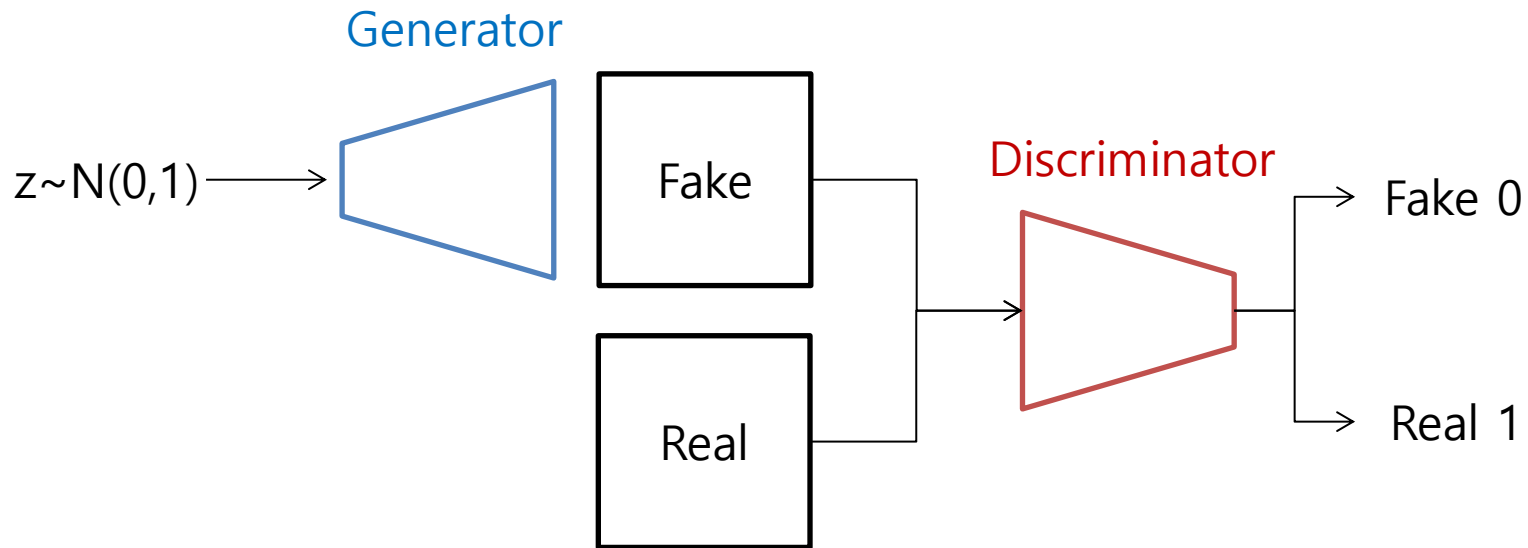 Generator
z~N(0,1)
Fake
Real
Discriminator
Fake 0
Real 1